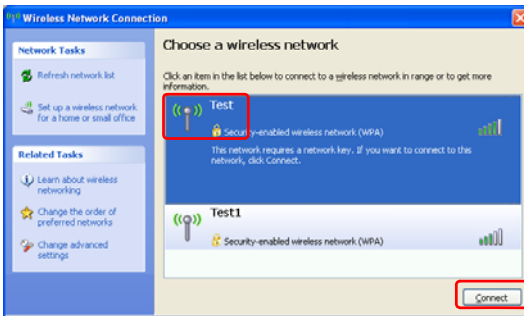 Wireless Network Connection
Network Tasks
Refresh network list
Set up a wireless network
for a home or small office
Related Tasks
Learn about wireless
networking
Change the order of
preferred networks
Change advanced
settings
Choose a wireless network
Click an item in the list below to connect to a wireless network in range or to get more
information.
Test
Security-enabled wireless network (WPA)
This network requires a network key. If you want to connect to this
network, click Connect.
Test1
Security-enabled wireless network (WPA)
Connect